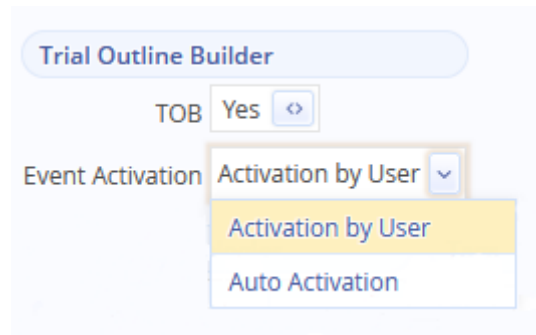 Trial Outline Builder
TOB Yes
Event Activation Activation by User
Activation by User
Auto Activation